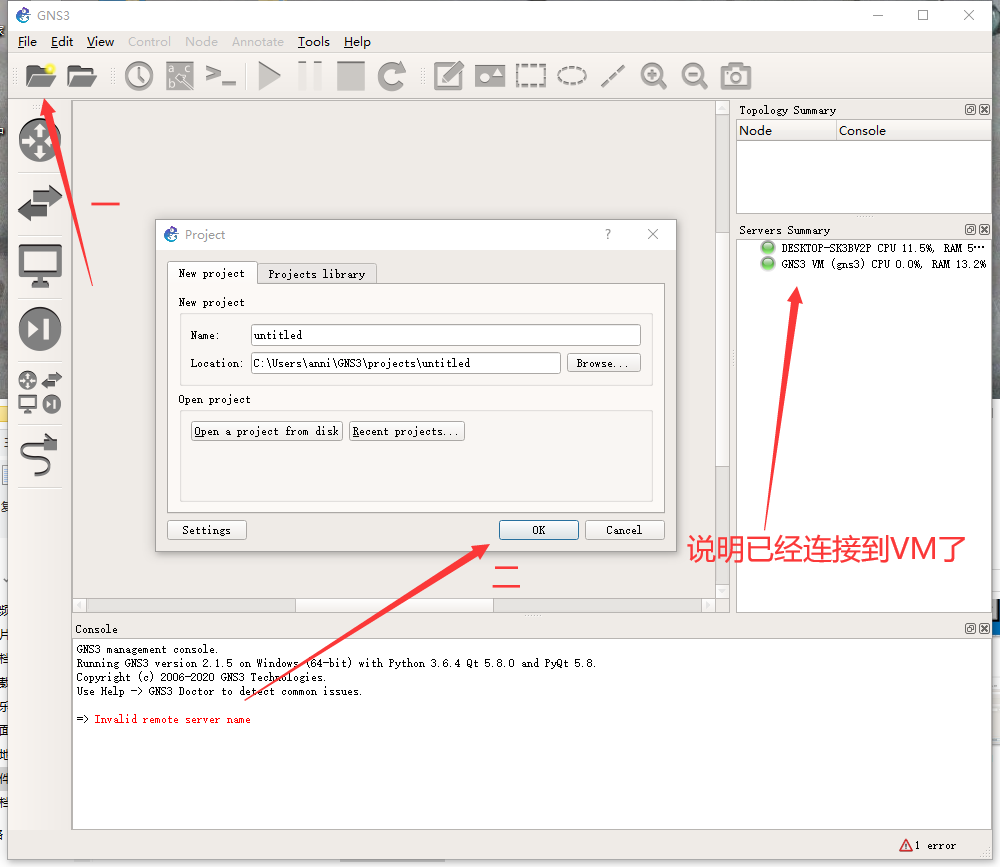 GNS3
File Edit View Control Node Annotate Tools Help
一
Topology Summary
Node Console
Servers Summary
DESKTOP-SK3BV2P CPU 11.5%, RAM 5...
GNS3 VM (gns3) CPU 0.0%, RAM 13.2%
Project
New project Projects library
New project
Name: untitled
Location: C:\Users\anni\GNS3\projects\untitled Browse...
Open project
Open a project from disk Recent projects...
Settings OK Cancel
说明已经连接到VM了
二
Console
GNS3 management console.
Running GNS3 version 2.1.5 on Windows (64-bit) with Python 3.6.4 Qt 5.8.0 and PyQt 5.8.
Copyright (c) 2006-2020 GNS3 Technologies.
Use Help -> GNS3 Doctor to detect common issues.
=> Invalid remote server name
1 error